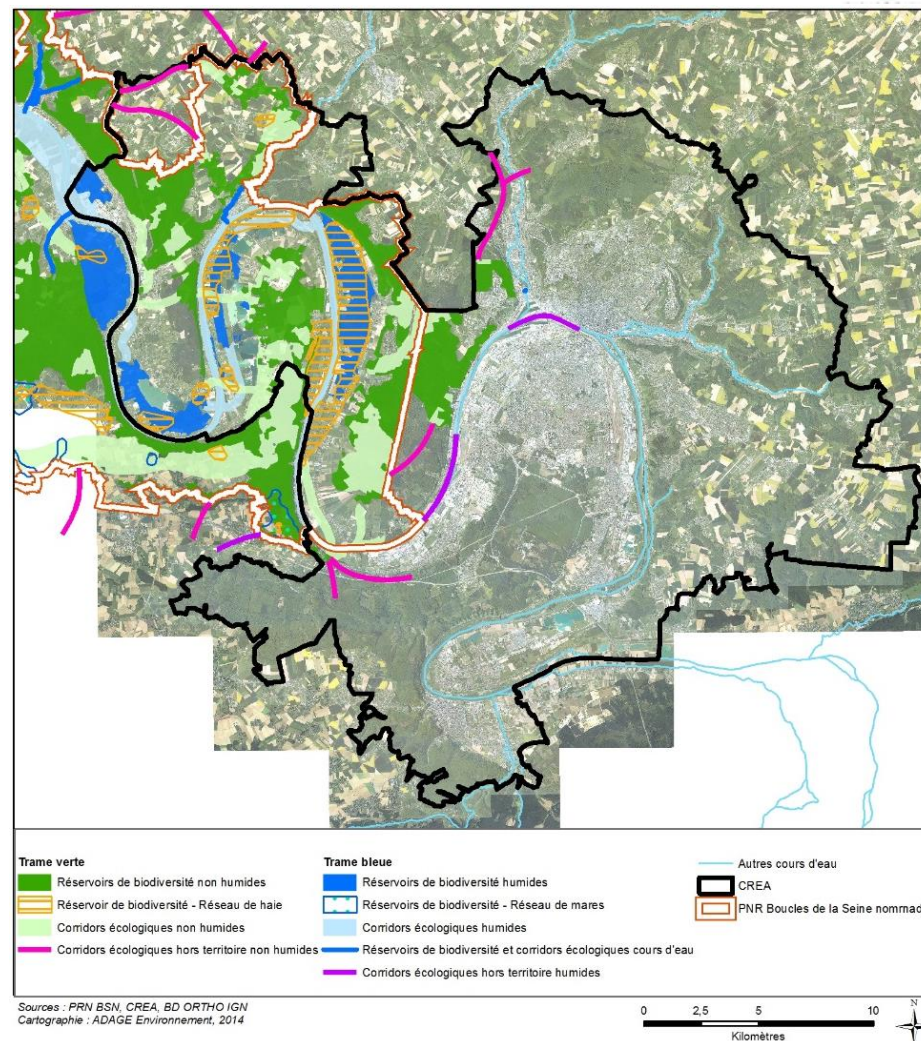 Trame verte
Réservoirs de biodiversité non humides
Réservoir de biodiversité - Réseau de haie
Corridors écologiques non humides
Corridors écologiques hors territoire non humides
Trame bleue
Réservoirs de biodiversité humides
Réservoirs de biodiversité - Réseau de mares
Corridors écologiques humides
Réservoirs de biodiversité et corridors écologiques cours d'eau
Corridors écologiques hors territoire humides
Autres cours d'eau
CREA
PNR Boucles de la Seine nommad
Sources : PRN BSN, CREA, BD ORTHO IGN
Cartographie : ADAGE Environnement, 2014
0 2,5 5 10
Kilomètres
N